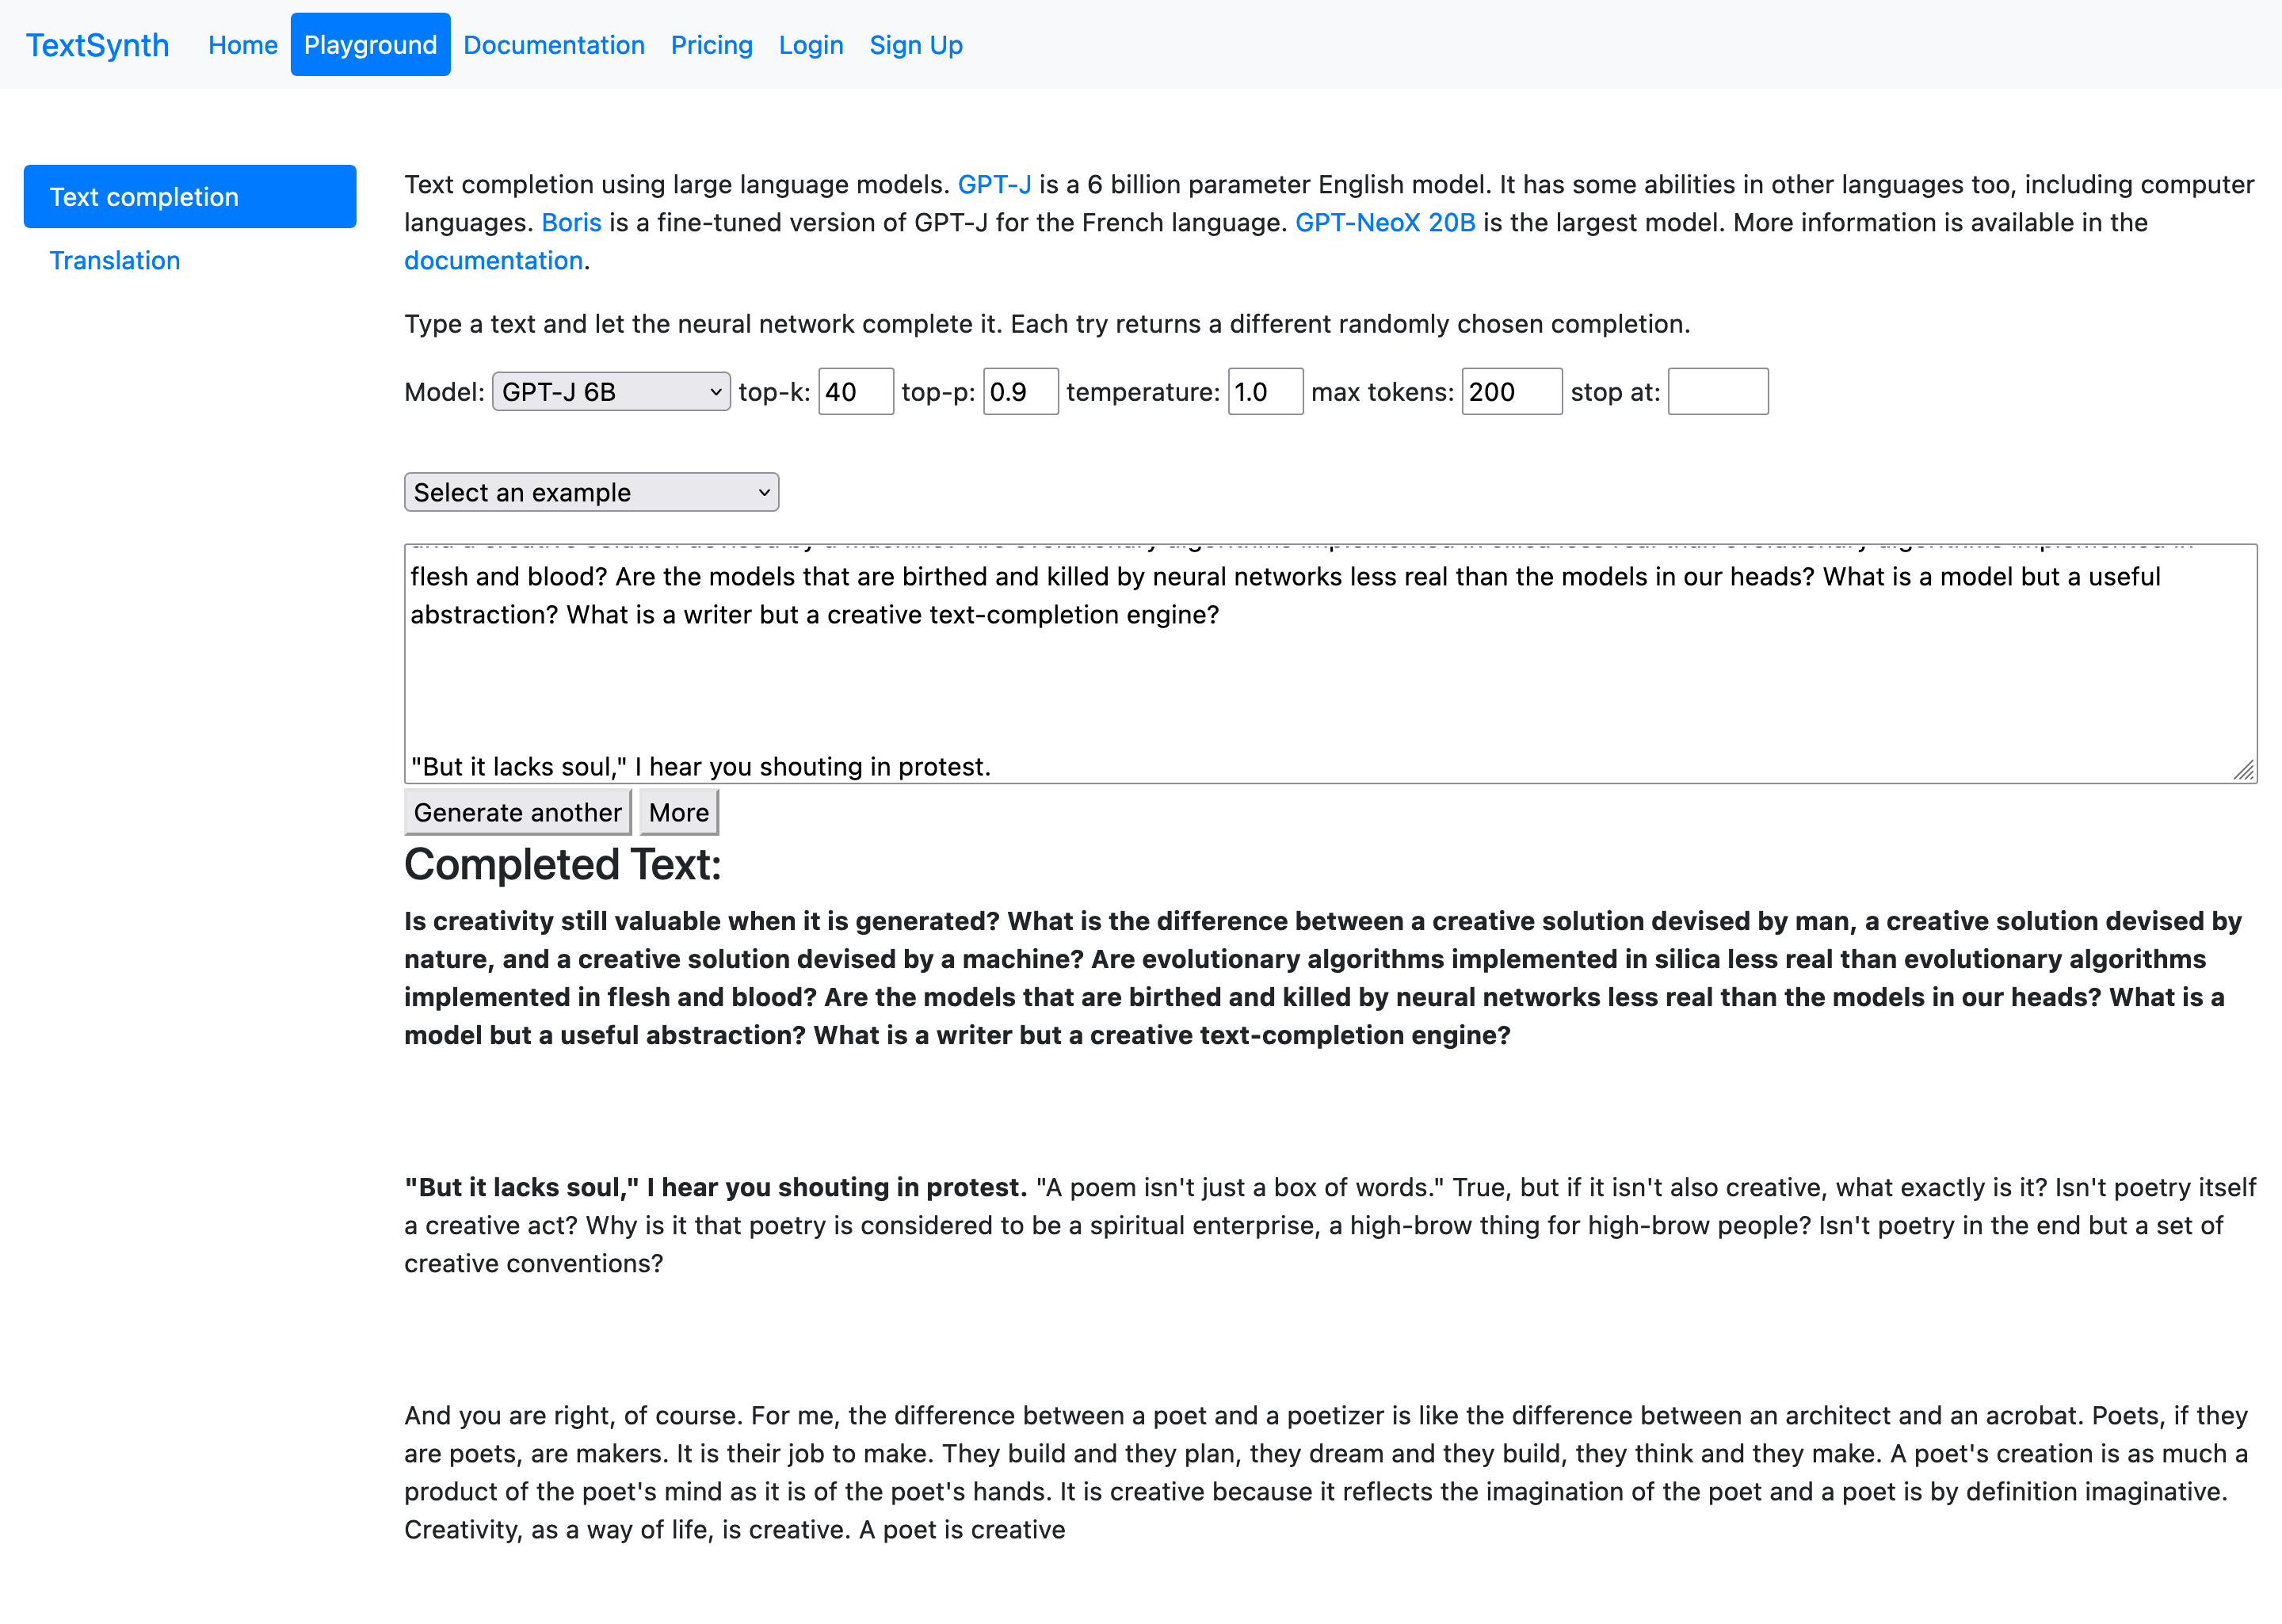 TextSynth Home Playground Documentation Pricing Login Sign Up
Text completion
Translation
Text completion using large language models. GPT-J is a 6 billion parameter English model. It has some abilities in other languages too, including computer
languages. Boris is a fine-tuned version of GPT-J for the French language. GPT-NeoX 20B is the largest model. More information is available in the
documentation.
Type a text and let the neural network complete it. Each try returns a different randomly chosen completion.
Model: GPT-J 6B top-k: 40 top-p: 0.9 temperature: 1.0 max tokens: 200 stop at:
Select an example
flesh and blood? Are the models that are birthed and killed by neural networks less real than the models in our heads? What is a model but a useful
abstraction? What is a writer but a creative text-completion engine?
"But it lacks soul," I hear you shouting in protest.
Generate another More
Completed Text:
Is creativity still valuable when it is generated? What is the difference between a creative solution devised by man, a creative solution devised by
nature, and a creative solution devised by a machine? Are evolutionary algorithms implemented in silica less real than evolutionary algorithms
implemented in flesh and blood? Are the models that are birthed and killed by neural networks less real than the models in our heads? What is a
model but a useful abstraction? What is a writer but a creative text-completion engine?
"But it lacks soul," I hear you shouting in protest. "A poem isn't just a box of words." True, but if it isn't also creative, what exactly is it? Isn't poetry itself
a creative act? Why is it that poetry is considered to be a spiritual enterprise, a high-brow thing for high-brow people? Isn't poetry in the end but a set of
creative conventions?
And you are right, of course. For me, the difference between a poet and a poetizer is like the difference between an architect and an acrobat. Poets, if they
are poets, are makers. It is their job to make. They build and they plan, they dream and they build, they think and they make. A poet's creation is as much a
product of the poet's mind as it is of the poet's hands. It is creative because it reflects the imagination of the poet and a poet is by definition imaginative.
Creativity, as a way of life, is creative. A poet is creative